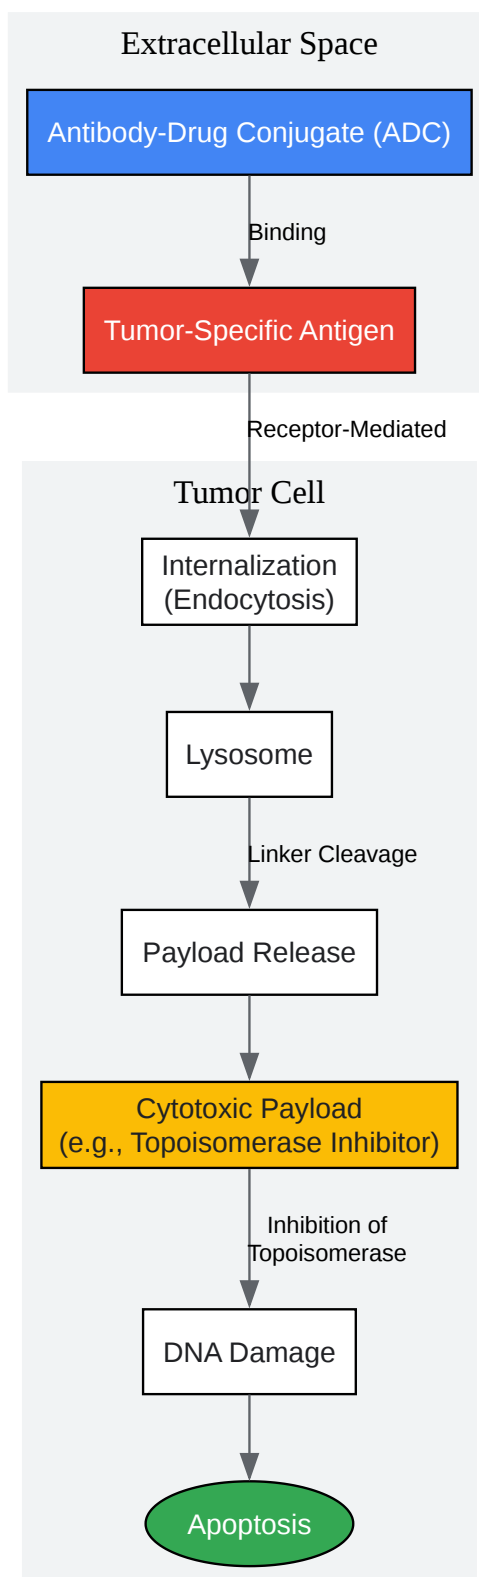 Extracellular Space
Antibody-Drug Conjugate (ADC)
Binding
Tumor-Specific Antigen
Receptor-Mediated
Tumor Cell
Internalization
(Endocytosis)
Lysosome
Linker Cleavage
Payload Release
Cytotoxic Payload
(e.g., Topoisomerase Inhibitor)
Inhibition of
Topoisomerase
DNA Damage
Apoptosis